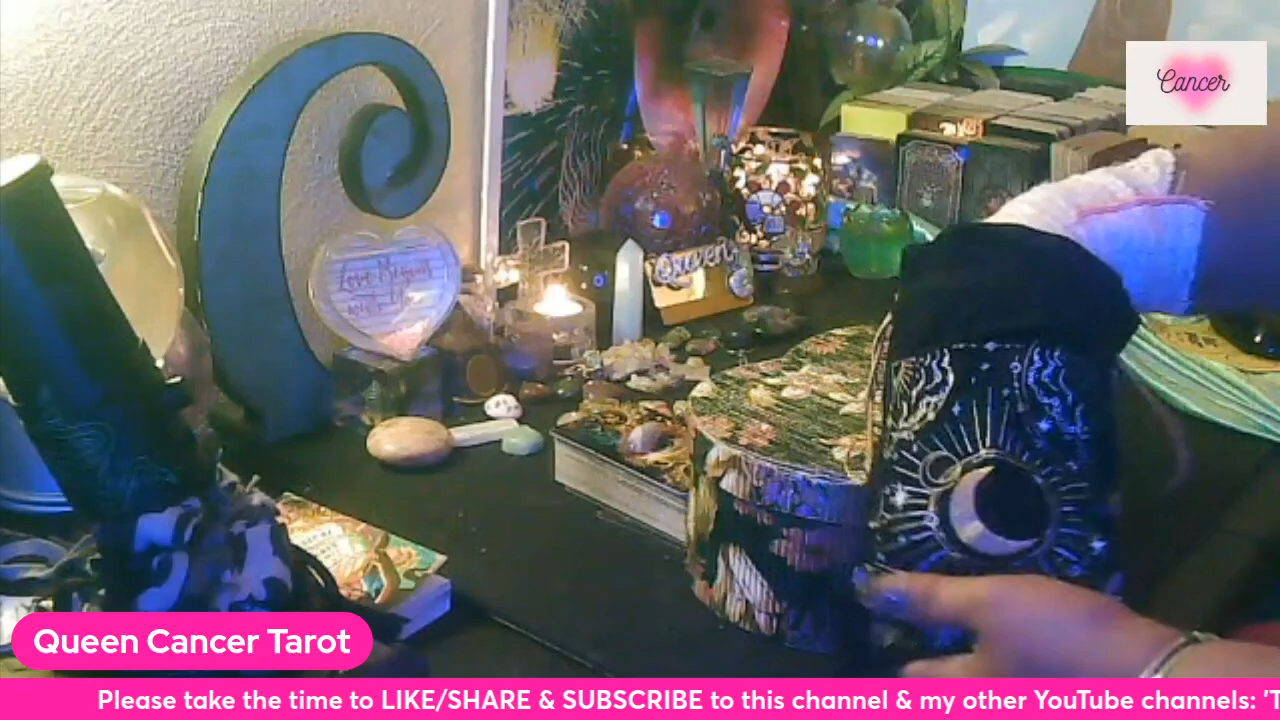 Cancer
Love Begins
Queen
Queen Cancer Tarot
Please take the time to LIKE/SHARE & SUBSCRIBE to this channel & my other YouTube channels: 'T